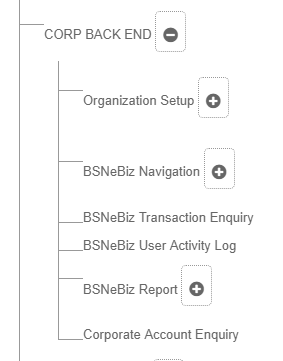 CORP BACK END
Organization Setup
BSNeBiz Navigation
BSNeBiz Transaction Enquiry
BSNeBiz User Activity Log
BSNeBiz Report
Corporate Account Enquiry